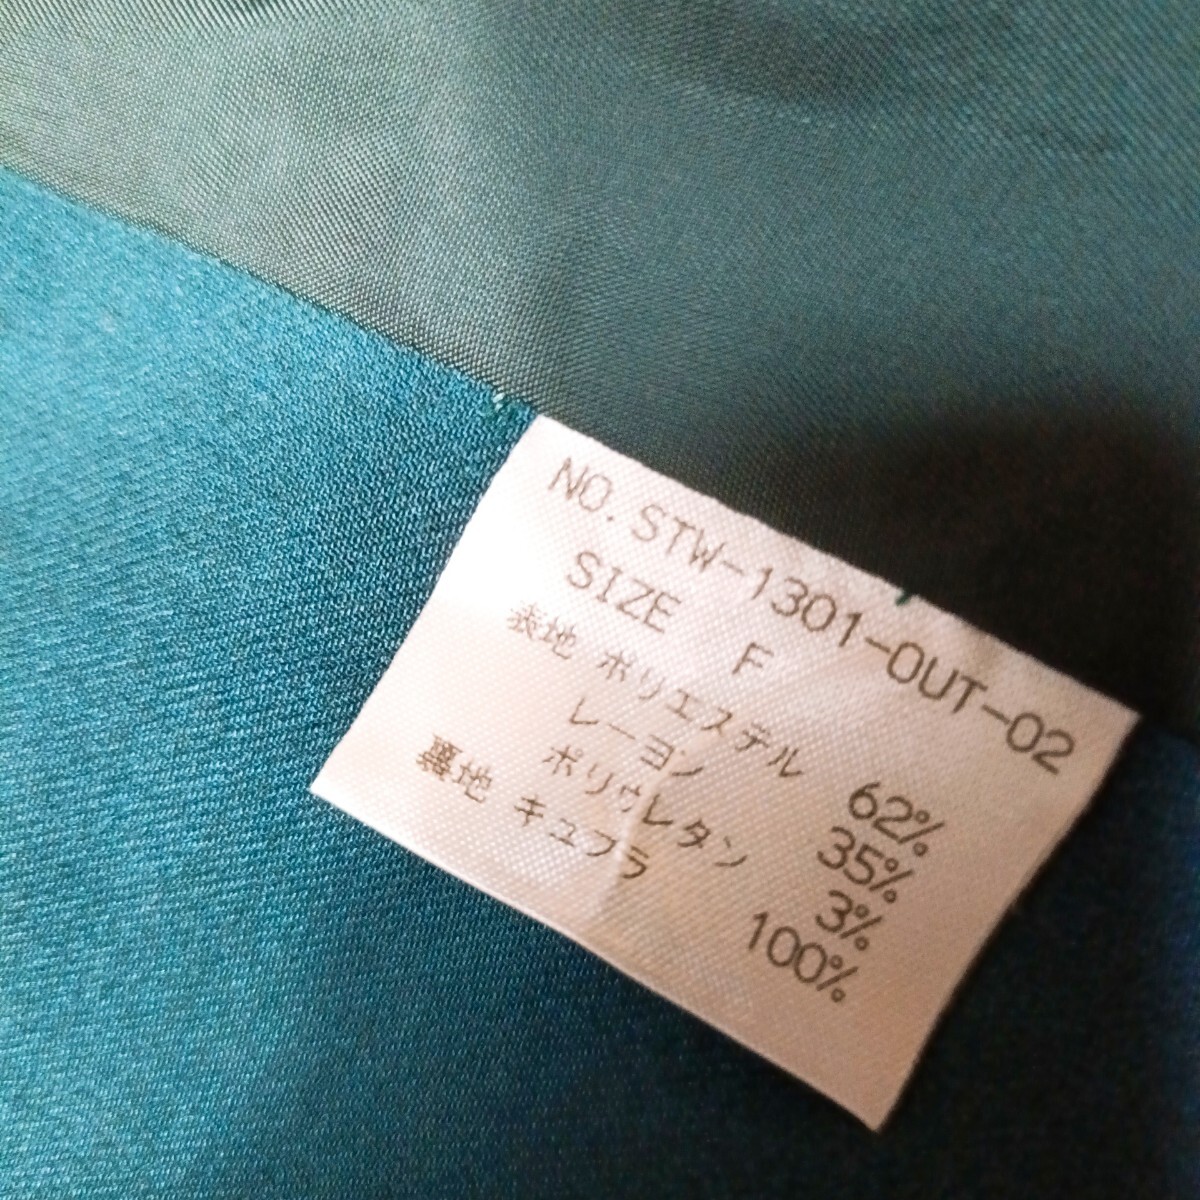 NO. STW-1301-OUT-02
SIZE F
表地 ポリエステル 62%
レーヨン 35%
ポリウレタン 3%
裏地 キュプラ 100%